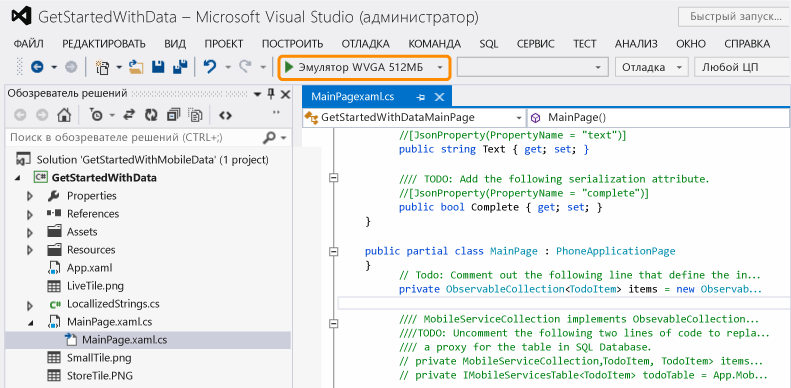 GetStartedWithData – Microsoft Visual Studio (администратор)
Быстрый запуск...
ФАЙЛ РЕДАКТИРОВАТЬ ВИД ПРОЕКТ ПОСТРОИТЬ ОТЛАДКА КОМАНДА SQL СЕРВИС ТЕСТ АНАЛИЗ ОКНО СПРАВКА
Эмулятор WVGA 512МБ Отладка Любой ЦП
Обозреватель решений
Поиск в обозревателе решений (CTRL+;)
Solution 'GetStartedWithMobileData' (1 project)
GetStartedWithData
Properties
References
Assets
Resources
App.xaml
LiveTile.png
C# LocallizedStrings.cs
MainPage.xaml.cs
MainPage.xaml.cs
SmallTile.png
StoreTile.PNG
MainPagexaml.cs
GetStartedWithDataMainPage MainPage()
//[JsonProperty(PropertyName = "text")]
public string Text { get; set; }
//// TODO: Add the following serialization attribute.
//[JsonProperty(PropertyName = "complete")]
public bool Complete { get; set; }
}
public partial class MainPage : PhoneApplicationPage
}
// Todo: Comment out the following line that define the in...
private ObservableCollection<TodoItem> items = new Observab...
//// MobileServiceCollection implements ObsevableCollection...
////TODO: Uncomment the following two lines of code to repla...
//// a proxy for the table in SQL Database.
// private MobileServiceCollection,TodoItem, TodoItem> items...
// private IMobileServicesTable<TodoItem> todoTable = App.Mob...